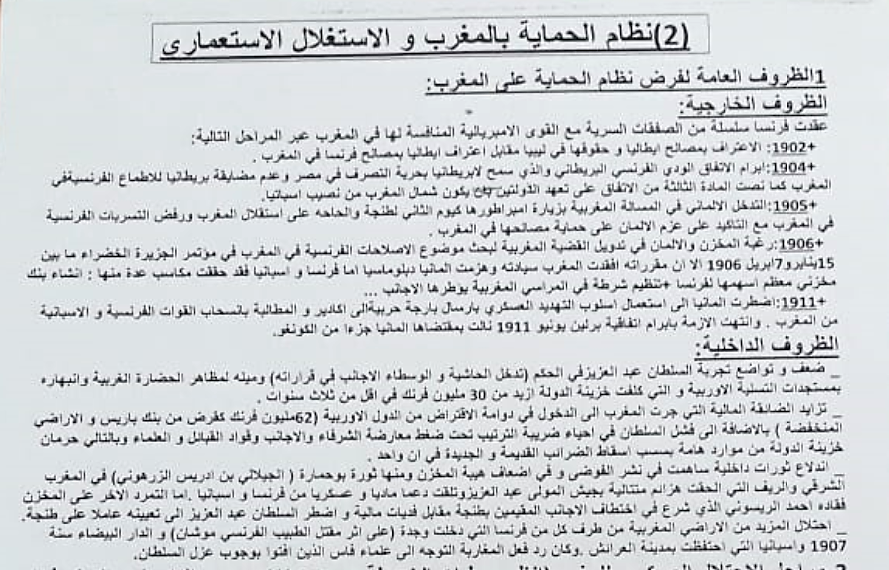 (2)نظام الحماية بالمغرب و الاستغلال الاستعماري
1الظروف العامة لفرض نظام الحماية على المغرب:
الظروف الخارجية:
عقدت فرنسا سلسلة من الصفقات السرية مع القوى الامبريالية المنافسة لها في المغرب عبر المراحل التالية:
+1902: الاعتراف بمصالح ايطاليا و حقوقها في ليبيا مقابل اعتراف ايطاليا بمصالح فرنسا في المغرب .
+1904:ابرام الاتفاق الودي الفرنسي البريطاني والذي سمح لابريطانيا بحرية التصرف في مصر وعدم مضايقة بريطانيا للاطماع الفرنسيةفي
المغرب كما نصت المادة الثالثة من الاتفاق على تعهد الدولتين بان يكون شمال المغرب من نصيب اسبانيا.
+1905:التدخل الالماني في المسالة المغربية بزيارة امبراطورها كيوم الثاني لطنجة والحاحه على استقلال المغرب ورفض التسربات الفرنسية
في المغرب مع التاكيد على عزم الالمان على حماية مصالحها في المغرب .
+1906:رغبة المخزن والالمان في تدويل القضية المغربية لبحث موضوع الاصلاحات الفرنسية في المغرب في مؤتمر الجزيرة الخضراء ما بين
15يناير و7ابريل 1906 الا ان مقرراته افقدت المغرب سيادته وهزمت المانيا دبلوماسيا اما فرنسا و اسبانيا فقد حققت مكاسب عدة منها : انشاء بنك
مخزني معظم اسهمها لفرنسا +تنظيم شرطة في المراسي المغربية يوطرها الاجانب ...
+1911:اضطرت المانيا الى استعمال اسلوب التهديد العسكري بارسال بارجة حربيةالى اكادير و المطالبة بانسحاب القوات الفرنسية و الاسبانية
من المغرب . وانتهت الازمة بابرام اتفاقية برلين يونيو 1911 نالت بمقتضاها المانيا جزءا من الكونغو.
الظروف الداخلية:
_ ضعف و تواضع تجربة السلطان عبد العزيزفي الحكم (تدخل الحاشية و الوسطاء الاجانب في قراراته) وميله لمظاهر الحضارة الغربية وانبهاره
بمستجدات التسلية الاوربية و التي كلفت خزينة الدولة ازيد من 30 مليون فرنك في اقل من ثلاث سنوات .
_ تزايد الضائقة المالية التي جرت المغرب الى الدخول في دوامة الاقتراض من الدول الاوربية (62مليون فرنك كقرض من بنك باريس و الاراضي
المنخفضة ) بالاضافة الى فشل السلطان في احياء ضريبة الترتيب تحت ضغط معارضة الشرفاء والاجانب وقواد القبائل و العلماء وبالتالي حرمان
خزينة الدولة من موارد هامة بسبب اسقاط الضرائب القديمة و الجديدة في ان واحد .
_ اندلاع ثورات داخلية ساهمت في نشر الفوضى و في اضعاف هيبة المخزن ومنها ثورة بوحمارة ( الجيلالي بن ادريس الزرهوني) في المغرب
الشرقي والريف التي الحقت هزائم متتالية بجيش المولى عبد العزيزوتلقت دعما ماديا و عسكريا من فرنسا و اسبانيا .اما التمرد الاخر على المخزن
فقاده احمد الريسوني الذي شرع في اختطاف الاجانب المقيمين بطنجة مقابل فديات مالية و اضطر السلطان عبد العزيز الى تعيينه عاملا على طنجة.
_ احتلال المزيد من الاراضي المغربية من طرف كل من فرنسا التي دخلت وجدة (على اثر مقتل الطبيب الفرنسي موشان) و الدار البيضاء سنة
1907 واسبانيا التي احتفظت بمدينة العرائش .وكان رد فعل المغاربة التوجه الى علماء فاس الذين افتوا بوجوب عزل السلطان.